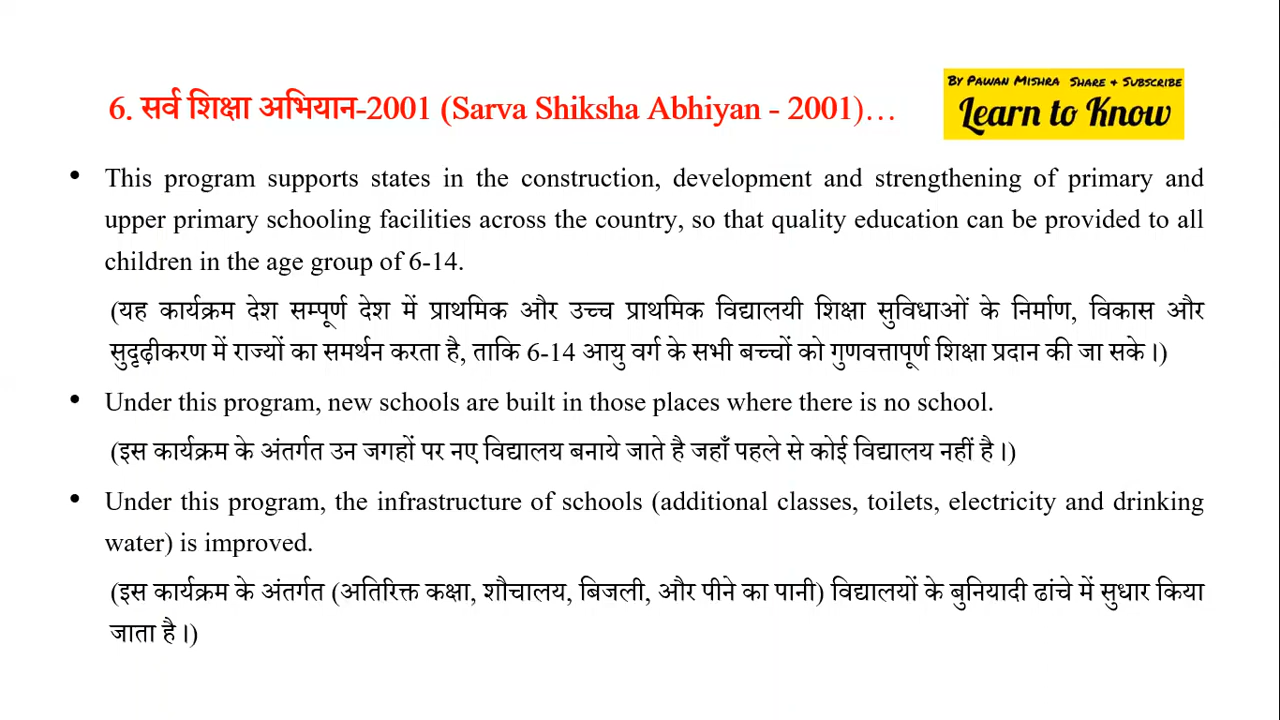 By Pawan Mishra Share + Subscribe
Learn to Know
6. सर्व शिक्षा अभियान-2001 (Sarva Shiksha Abhiyan - 2001)…
• This program supports states in the construction, development and strengthening of primary and
upper primary schooling facilities across the country, so that quality education can be provided to all
children in the age group of 6-14.
(यह कार्यक्रम देश सम्पूर्ण देश में प्राथमिक और उच्च प्राथमिक विद्यालयी शिक्षा सुविधाओं के निर्माण, विकास और
सुदृढ़ीकरण में राज्यों का समर्थन करता है, ताकि 6-14 आयु वर्ग के सभी बच्चों को गुणवत्तापूर्ण शिक्षा प्रदान की जा सके।)
• Under this program, new schools are built in those places where there is no school.
(इस कार्यक्रम के अंतर्गत उन जगहों पर नए विद्यालय बनाये जाते है जहाँ पहले से कोई विद्यालय नहीं है।)
• Under this program, the infrastructure of schools (additional classes, toilets, electricity and drinking
water) is improved.
(इस कार्यक्रम के अंतर्गत (अतिरिक्त कक्षा, शौचालय, बिजली, और पीने का पानी) विद्यालयों के बुनियादी ढांचे में सुधार किया
जाता है।)